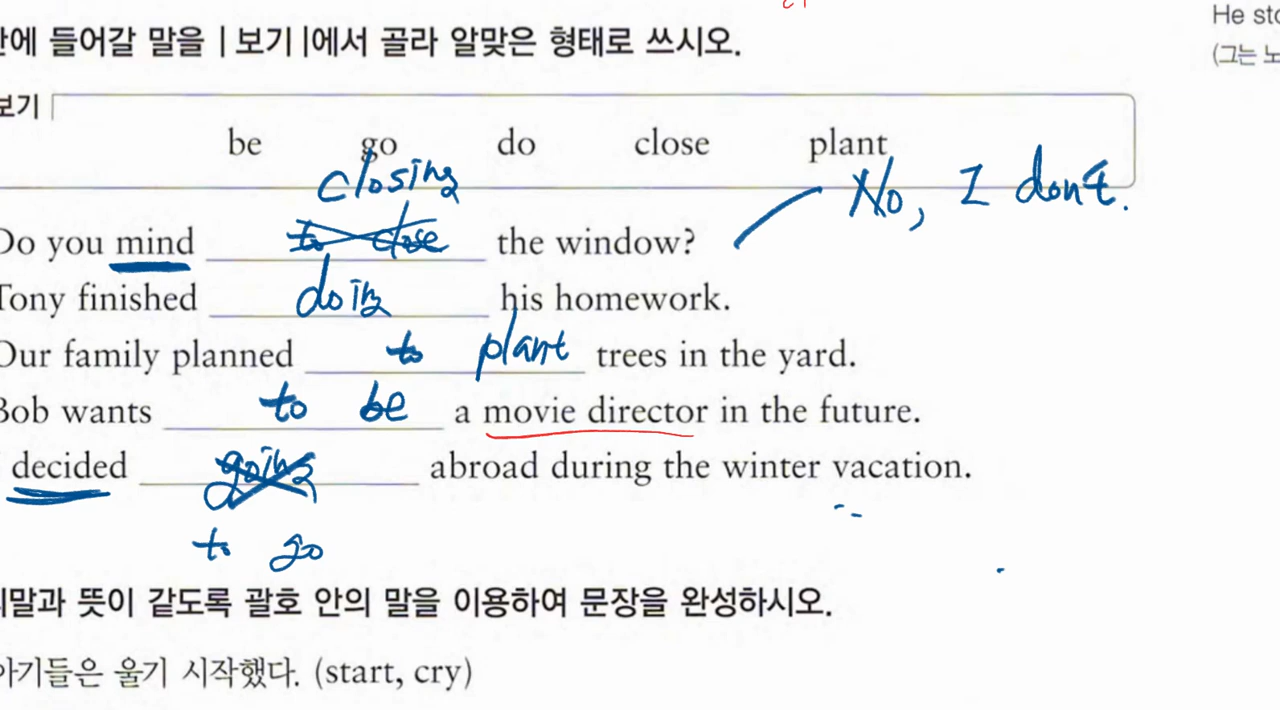 He sto
(그는 노
간에 들어갈 말을 | 보기 |에서 골라 알맞은 형태로 쓰시오.
보기
be go do close plant
No, I don't.
closing
Do you mind to close the window?
Tony finished doing his homework.
Our family planned to plant trees in the yard.
Bob wants to be a movie director in the future.
decided going abroad during the winter vacation.
to go
리말과 뜻이 같도록 괄호 안의 말을 이용하여 문장을 완성하시오.
아기들은 울기 시작했다. (start, cry)